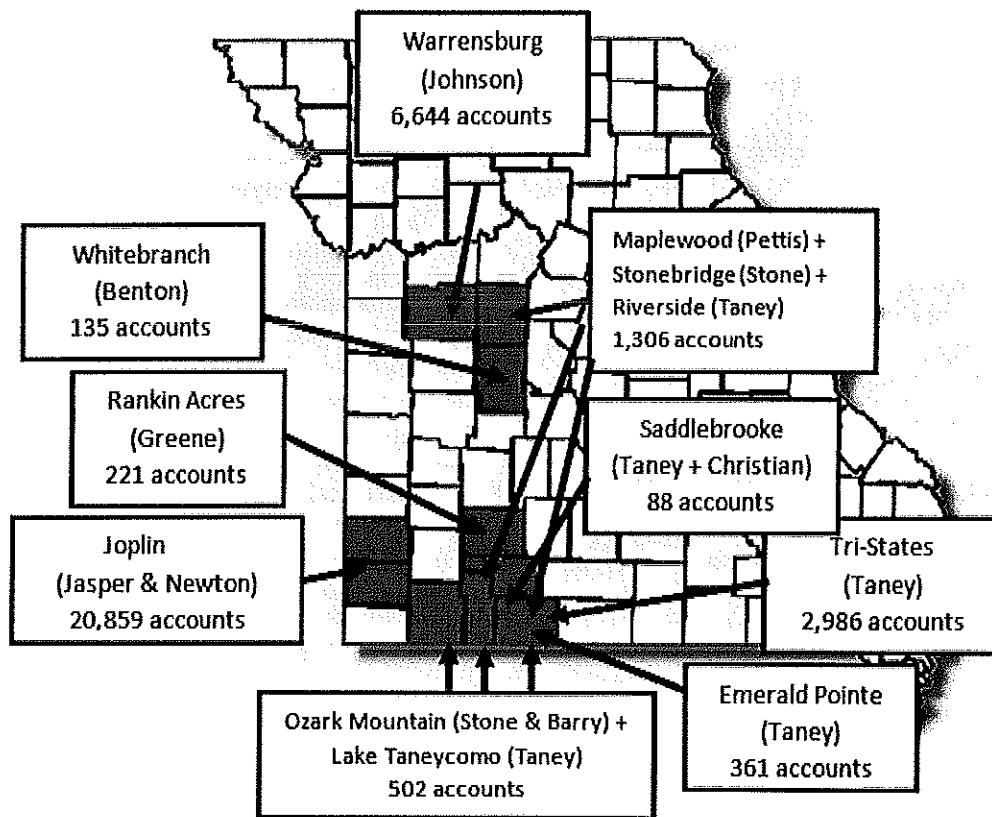 Warrensburg
(Johnson)
6,644 accounts
Whitebranch
(Benton)
135 accounts
Maplewood (Pettis) +
Stonebridge (Stone) +
Riverside (Taney)
1,306 accounts
Rankin Acres
(Greene)
221 accounts
Saddlebrooke
(Taney + Christian)
88 accounts
Joplin
(Jasper & Newton)
20,859 accounts
Tri-States
(Taney)
2,986 accounts
Ozark Mountain (Stone & Barry) +
Lake Taneycomo (Taney)
502 accounts
Emerald Pointe
(Taney)
361 accounts